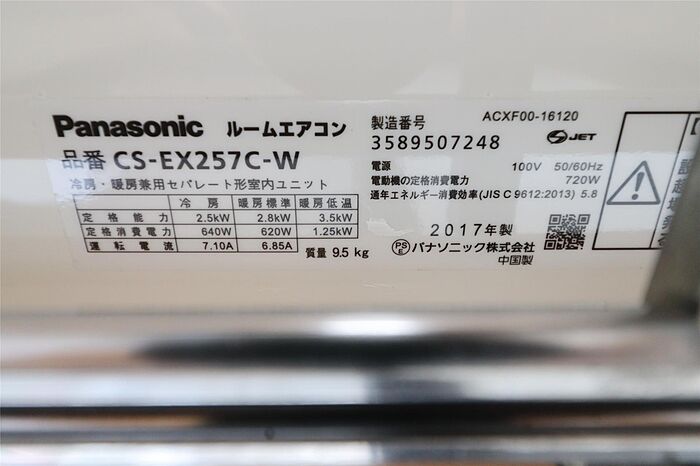 Panasonic ルームエアコン
品番 CS-EX257C-W
冷房・暖房兼用セパレート形室内ユニット
冷房 暖房標準 暖房低温
定格能力 2.5kW 2.8kW 3.5kW
定格消費電力 640W 620W 1.25kW
運転電流 7.10A 6.85A
質量 9.5 kg
ACXF00-16120
製造番号
3589507248
JET
電源 100V 50/60Hz
電動機の定格消費電力 720W
通年エネルギー消費効率(JIS C 9612:2013) 5.8
2017年製
PSE パナソニック株式会社
中国製